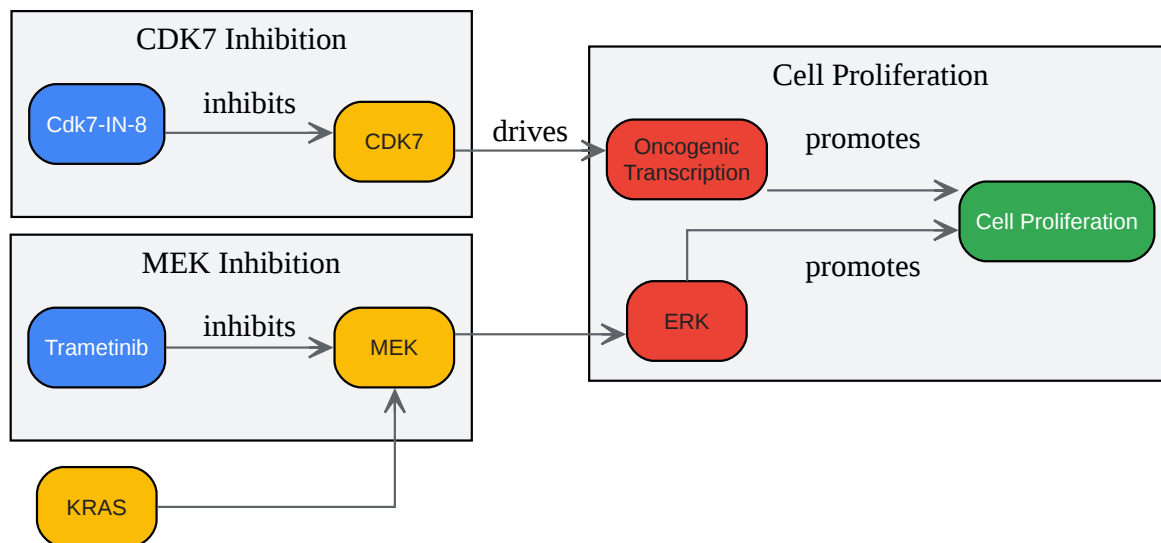 CDK7 Inhibition
Cdk7-IN-8
inhibits
CDK7
drives
Cell Proliferation
Oncogenic
Transcription
promotes
Cell Proliferation
MEK Inhibition
Trametinib
inhibits
MEK
ERK
promotes
KRAS